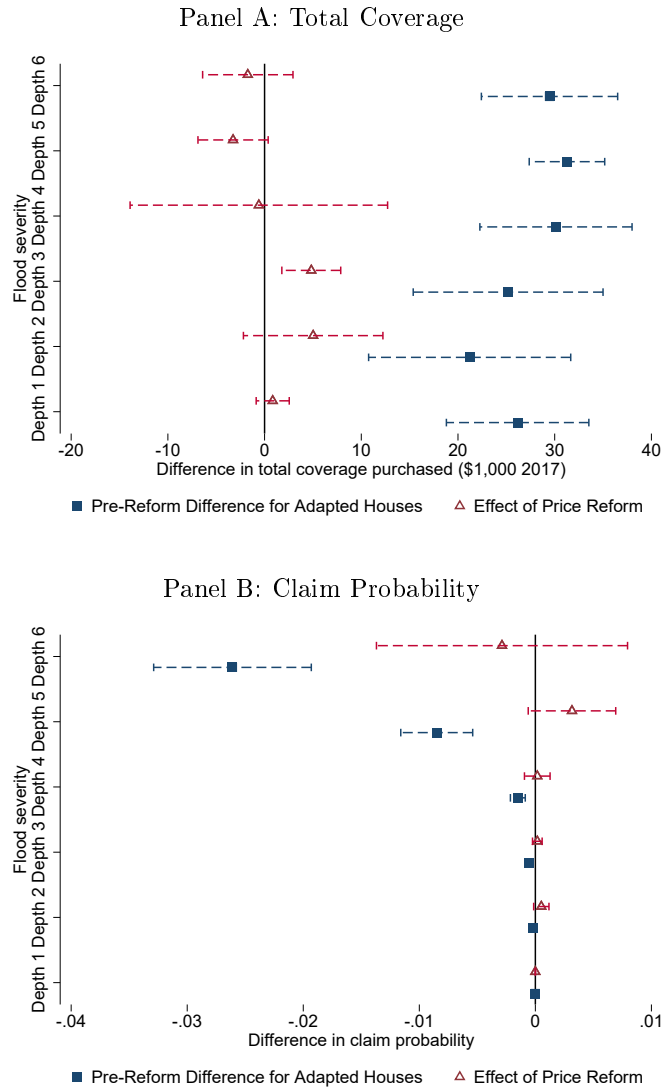 Panel A: Total Coverage
Flood severity
Depth 1 Depth 2 Depth 3 Depth 4 Depth 5 Depth 6
-20 -10 0 10 20 30 40
Difference in total coverage purchased ($1,000 2017)
Pre-Reform Difference for Adapted Houses Effect of Price Reform
Panel B: Claim Probability
Flood severity
Depth 1 Depth 2 Depth 3 Depth 4 Depth 5 Depth 6
-.04 -.03 -.02 -.01 0 .01
Difference in claim probability
Pre-Reform Difference for Adapted Houses Effect of Price Reform